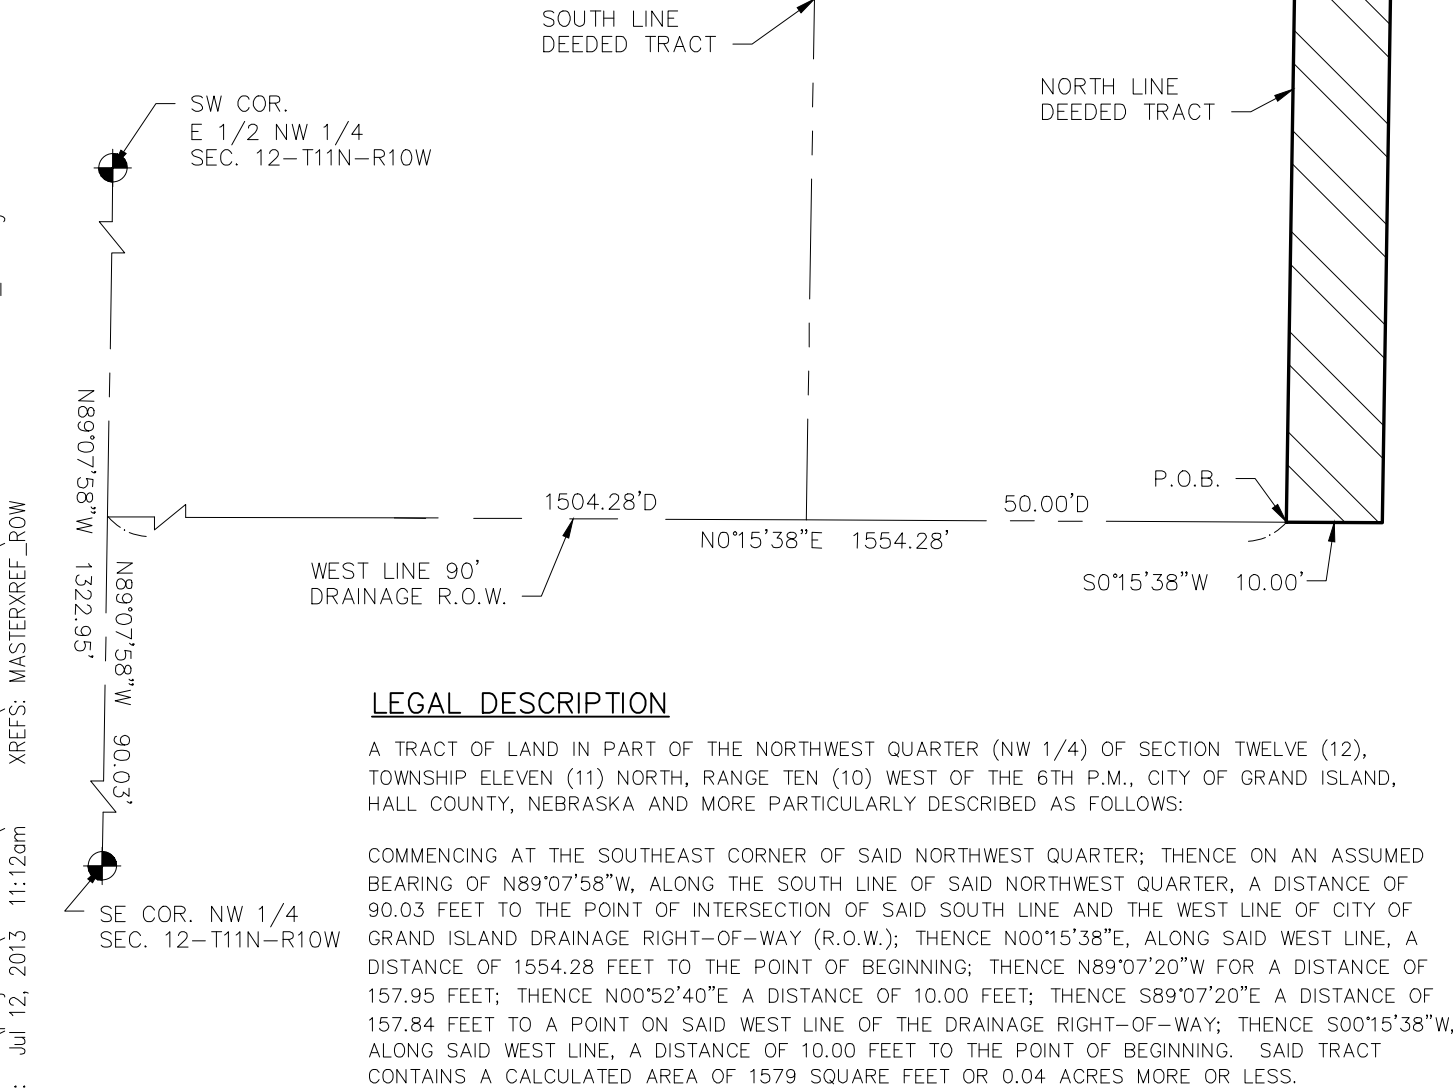 SOUTH LINE
DEEDED TRACT
NORTH LINE
DEEDED TRACT
SW COR.
E 1/2 NW 1/4
SEC. 12-T11N-R10W
N89°07'58"W 1322.95'
N89°07'58"W 90.03'
1504.28'D
50.00'D
P.O.B.
N0°15'38"E 1554.28'
WEST LINE 90'
DRAINAGE R.O.W.
S0°15'38"W 10.00'
SE COR. NW 1/4
SEC. 12-T11N-R10W
XREFS: MASTERXREF_ROW
Jul 12, 2013 11:12am
LEGAL DESCRIPTION
A TRACT OF LAND IN PART OF THE NORTHWEST QUARTER (NW 1/4) OF SECTION TWELVE (12),
TOWNSHIP ELEVEN (11) NORTH, RANGE TEN (10) WEST OF THE 6TH P.M., CITY OF GRAND ISLAND,
HALL COUNTY, NEBRASKA AND MORE PARTICULARLY DESCRIBED AS FOLLOWS:
COMMENCING AT THE SOUTHEAST CORNER OF SAID NORTHWEST QUARTER; THENCE ON AN ASSUMED
BEARING OF N89°07'58"W, ALONG THE SOUTH LINE OF SAID NORTHWEST QUARTER, A DISTANCE OF
90.03 FEET TO THE POINT OF INTERSECTION OF SAID SOUTH LINE AND THE WEST LINE OF CITY OF
GRAND ISLAND DRAINAGE RIGHT-OF-WAY (R.O.W.); THENCE N00°15'38"E, ALONG SAID WEST LINE, A
DISTANCE OF 1554.28 FEET TO THE POINT OF BEGINNING; THENCE N89°07'20"W FOR A DISTANCE OF
157.95 FEET; THENCE N00°52'40"E A DISTANCE OF 10.00 FEET; THENCE S89°07'20"E A DISTANCE OF
157.84 FEET TO A POINT ON SAID WEST LINE OF THE DRAINAGE RIGHT-OF-WAY; THENCE S00°15'38"W,
ALONG SAID WEST LINE, A DISTANCE OF 10.00 FEET TO THE POINT OF BEGINNING. SAID TRACT
CONTAINS A CALCULATED AREA OF 1579 SQUARE FEET OR 0.04 ACRES MORE OR LESS.